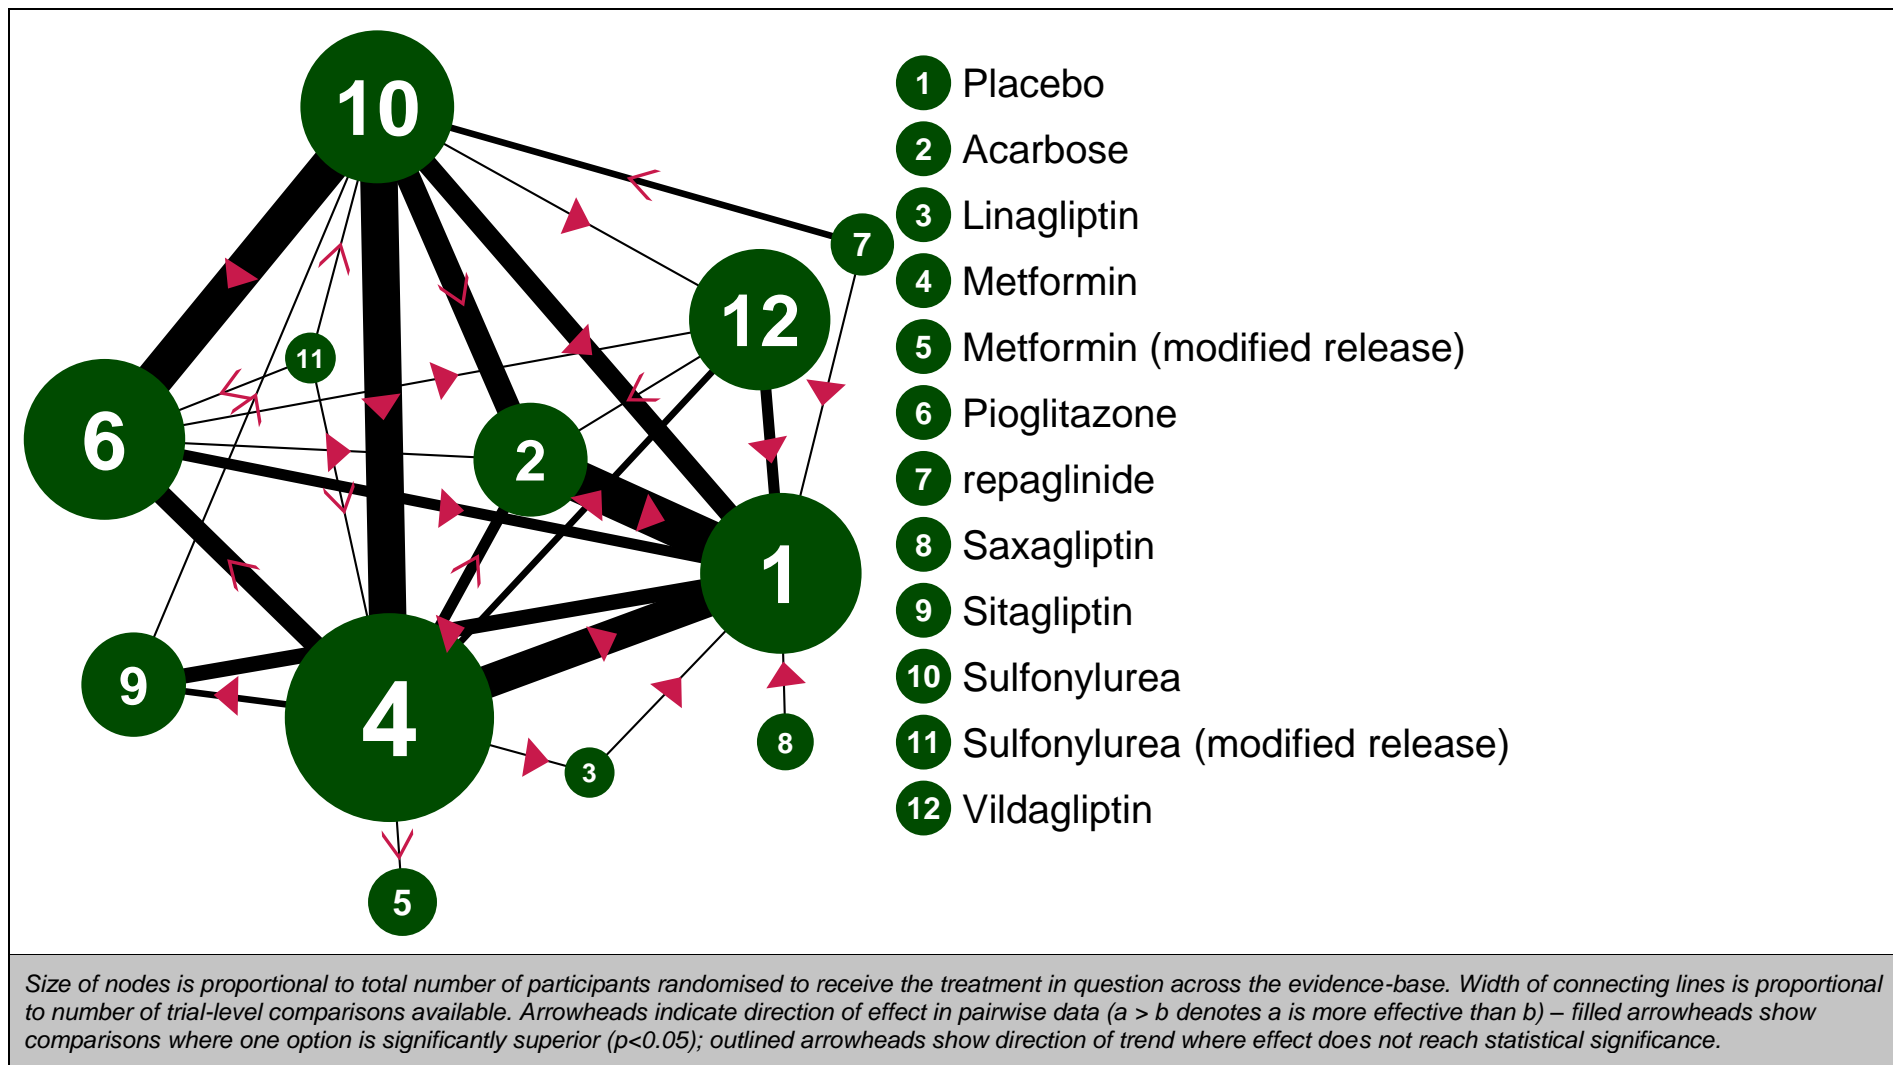 10
12
7
11
6
2
1
9
4
8
3
5
1 Placebo
2 Acarbose
3 Linagliptin
4 Metformin
5 Metformin (modified release)
6 Pioglitazone
7 repaglinide
8 Saxagliptin
9 Sitagliptin
10 Sulfonylurea
11 Sulfonylurea (modified release)
12 Vildagliptin
Size of nodes is proportional to total number of participants randomised to receive the treatment in question across the evidence-base. Width of connecting lines is proportional
to number of trial-level comparisons available. Arrowheads indicate direction of effect in pairwise data (a > b denotes a is more effective than b) – filled arrowheads show
comparisons where one option is significantly superior (p<0.05); outlined arrowheads show direction of trend where effect does not reach statistical significance.